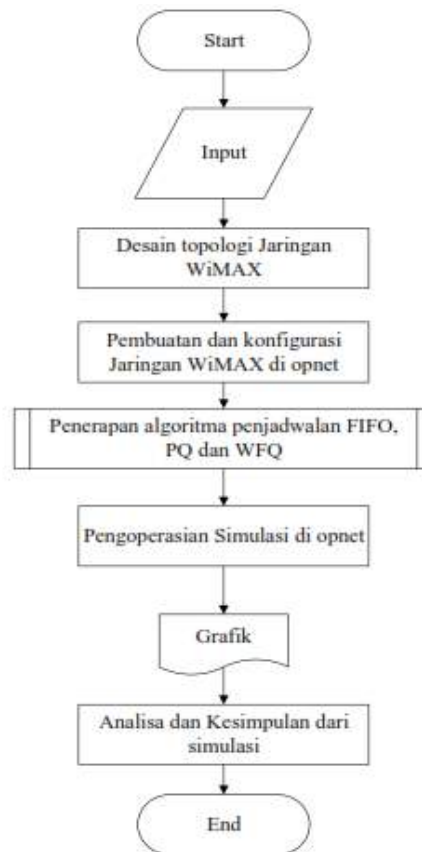 Start
Input
Desain topologi Jaringan
WiMAX
Pembuatan dan konfigurasi
Jaringan WiMAX di opnet
Penerapan algoritma penjadwalan FIFO,
PQ dan WFQ
Pengoperasian Simulasi di opnet
Grafik
Analisa dan Kesimpulan dari
simulasi
End